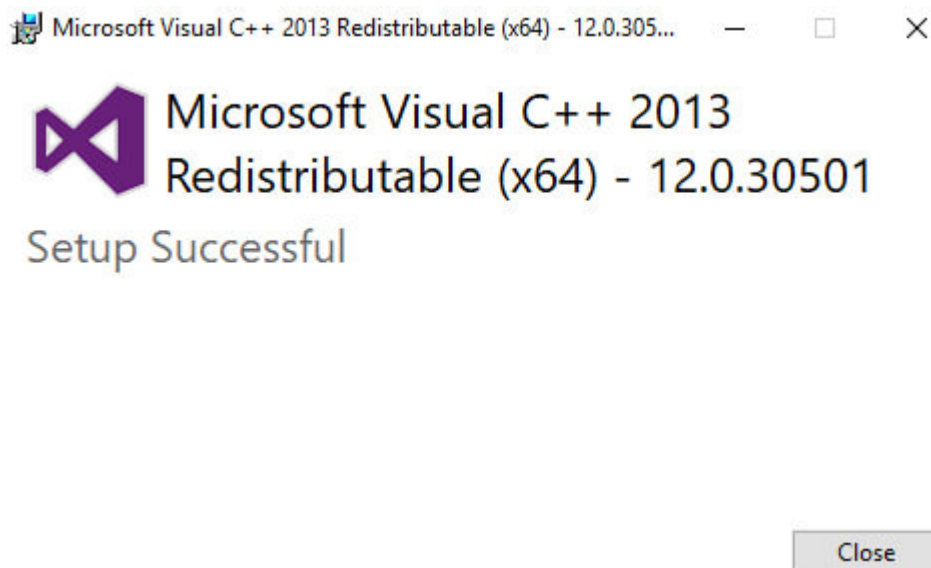 Microsoft Visual C++ 2013 Redistributable (x64) - 12.0.305...
Microsoft Visual C++ 2013
Redistributable (x64) - 12.0.30501
Setup Successful
Close